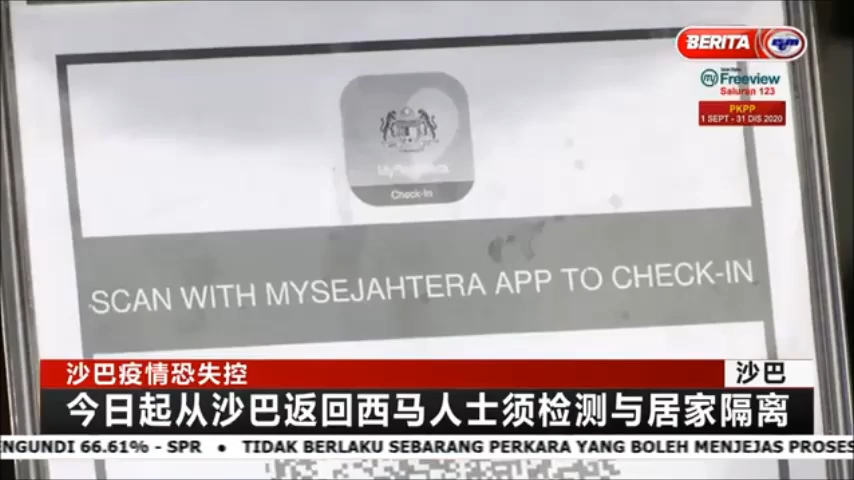 BERITA
my Freeview
Saluran 123
PKPP
1 SEPT - 31 DIS 2020
Check-In
SCAN WITH MYSEJAHTERA APP TO CHECK-IN
沙巴疫情恐失控
沙巴
今日起从沙巴返回西马人士须检测与居家隔离
ENGUNDI 66.61% - SPR • TIDAK BERLAKU SEBARANG PERKARA YANG BOLEH MENJEJAS PROSES